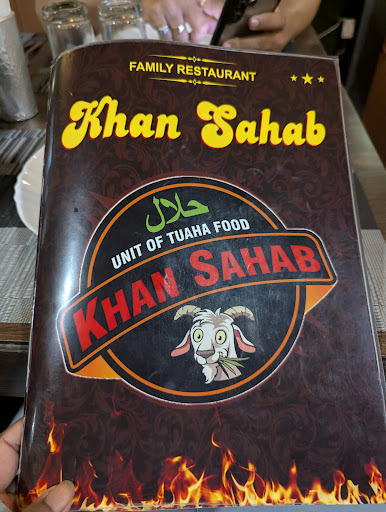 FAMILY RESTAURANT
Khan Sahab
حلال
UNIT OF TUAHA FOOD
KHAN SAHAB